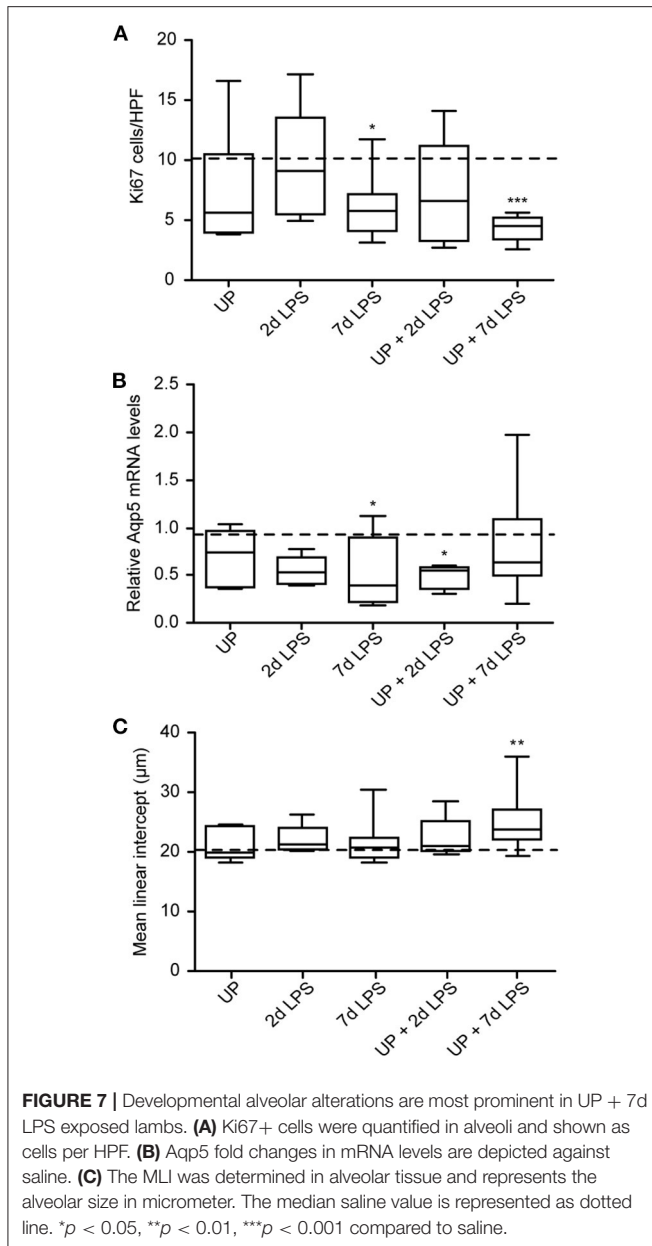 A
Ki67 cells/HPF
20
15
10
5
0
UP
2d LPS
7d LPS
UP + 2d LPS
UP + 7d LPS
*
***
B
Relative Aqp5 mRNA levels
2.5
2.0
1.5
1.0
0.5
0.0
UP
2d LPS
7d LPS
UP + 2d LPS
UP + 7d LPS
*
*
C
Mean linear intercept (µm)
40
30
20
10
0
UP
2d LPS
7d LPS
UP + 2d LPS
UP + 7d LPS
**
FIGURE 7 | Developmental alveolar alterations are most prominent in UP + 7d
LPS exposed lambs. (A) Ki67+ cells were quantified in alveoli and shown as
cells per HPF. (B) Aqp5 fold changes in mRNA levels are depicted against
saline. (C) The MLI was determined in alveolar tissue and represents the
alveolar size in micrometer. The median saline value is represented as dotted
line. *p < 0.05, **p < 0.01, ***p < 0.001 compared to saline.